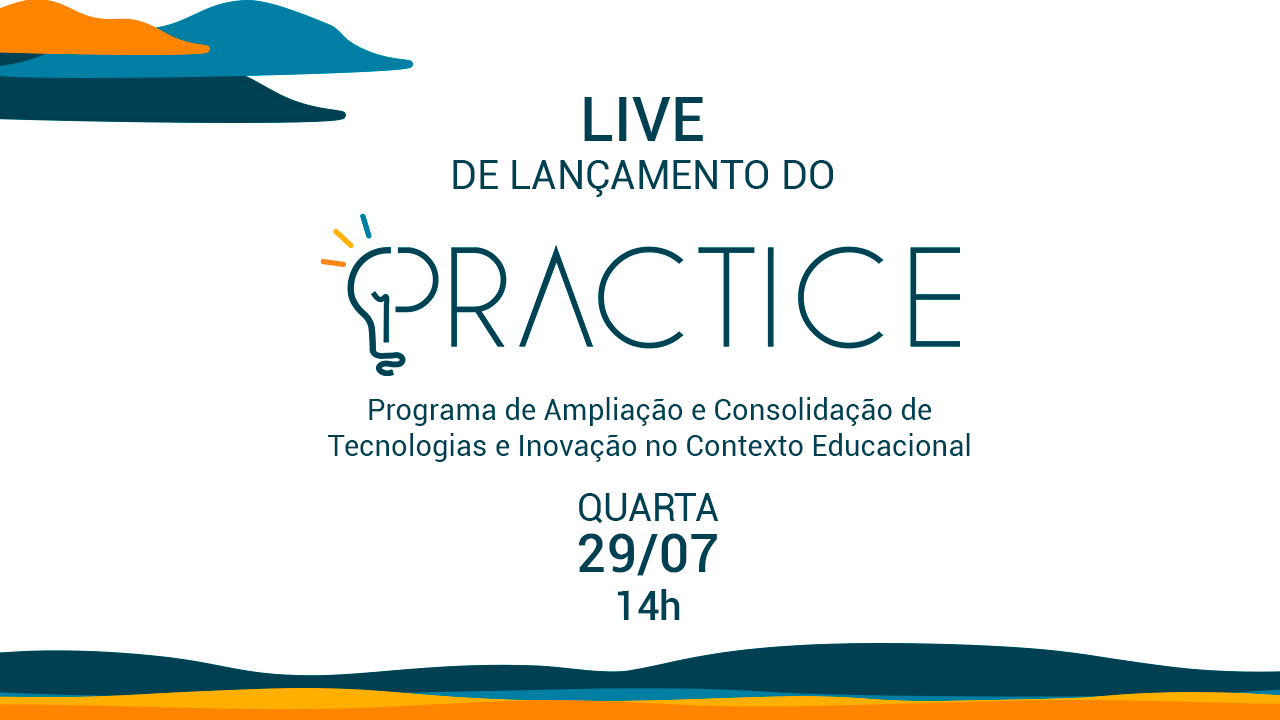 LIVE
DE LANÇAMENTO DO
PRACTICE
Programa de Ampliação e Consolidação de
Tecnologias e Inovação no Contexto Educacional
QUARTA
29/07
14h